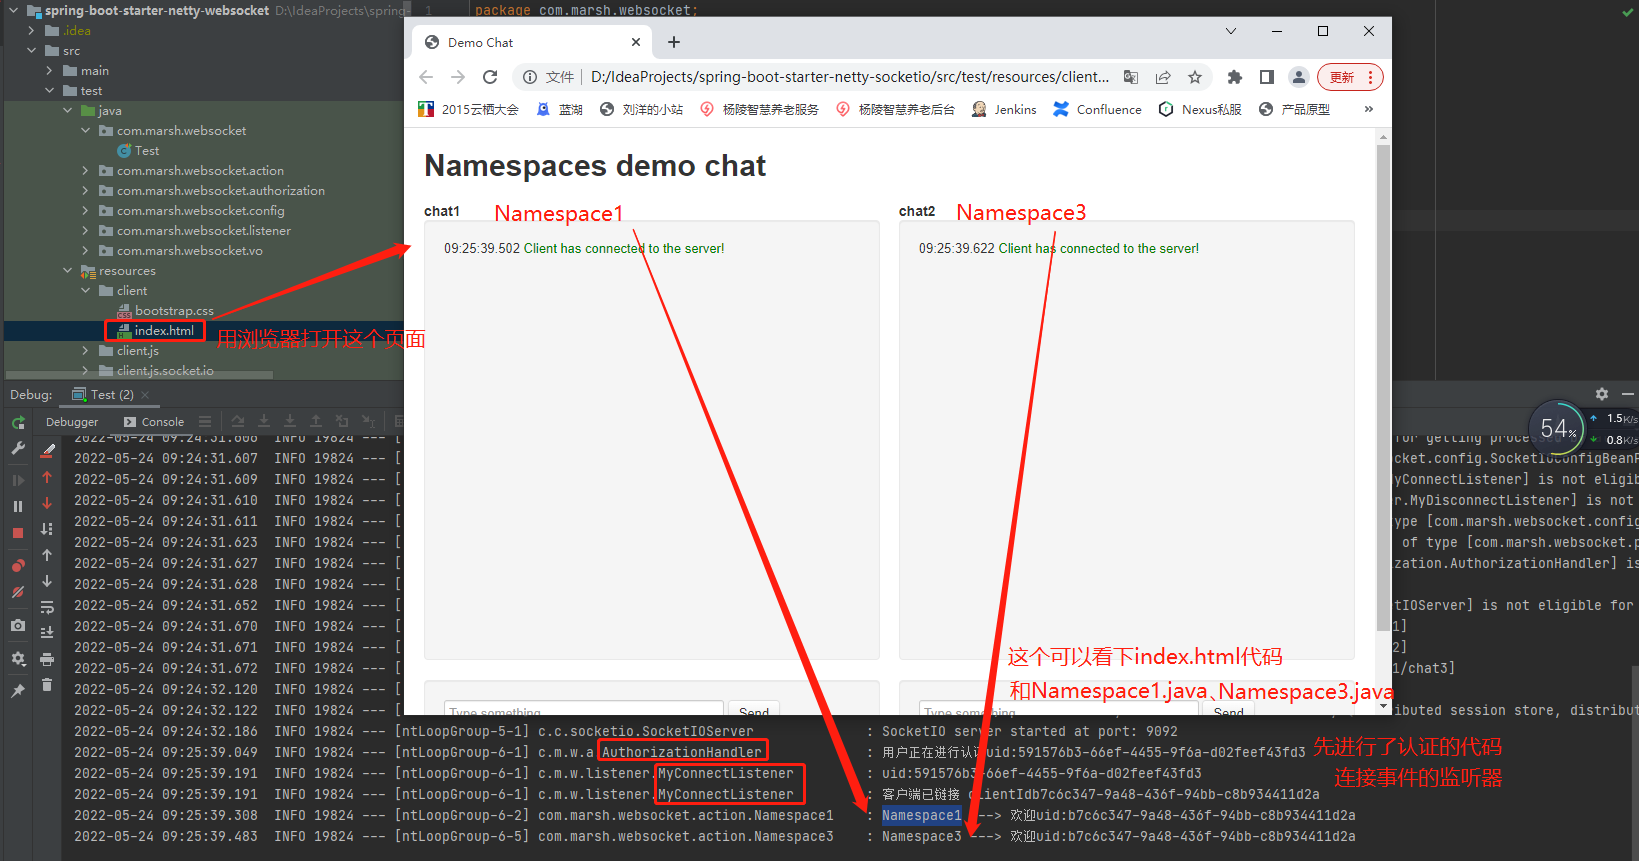 spring-boot-starter-netty-websocket D:\IdeaProjects\spring-
.idea
src
main
test
java
com.marsh.websocket
Test
com.marsh.websocket.action
com.marsh.websocket.authorization
com.marsh.websocket.config
com.marsh.websocket.listener
com.marsh.websocket.vo
resources
client
bootstrap.css
index.html
client.js
client.js.socket.io
用浏览器打开这个页面
1 package com.marsh.websocket;
Demo Chat
文件 D:/IdeaProjects/spring-boot-starter-netty-socketio/src/test/resources/client...
更新
2015云栖大会 蓝湖 刘洋的小站 杨陵智慧养老服务 杨陵智慧养老后台 Jenkins Confluence Nexus私服 产品原型 »
Namespaces demo chat
chat1 Namespace1 chat2 Namespace3
09:25:39.502 Client has connected to the server! 09:25:39.622 Client has connected to the server!
这个可以看下index.html代码
和Namespace1.java、Namespace3.java
Type something Send Type something Send
Debug: Test (2)
Debugger Console
54% 1.5K/s
0.8K/s
2022-05-24 09:24:31.606 INFO 19824 --- [ for getting processed
2022-05-24 09:24:31.607 INFO 19824 --- [ cket.config.SocketIoConfigBeanP
2022-05-24 09:24:31.609 INFO 19824 --- [ MyConnectListener] is not eligib
2022-05-24 09:24:31.610 INFO 19824 --- [ r.MyDisconnectListener] is not
2022-05-24 09:24:31.611 INFO 19824 --- [ ype [com.marsh.websocket.config
2022-05-24 09:24:31.623 INFO 19824 --- [ of type [com.marsh.websocket.p
2022-05-24 09:24:31.627 INFO 19824 --- [ ization.AuthorizationHandler] is
2022-05-24 09:24:31.628 INFO 19824 --- [
2022-05-24 09:24:31.652 INFO 19824 --- [ etIOServer] is not eligible for
2022-05-24 09:24:31.670 INFO 19824 --- [ 1]
2022-05-24 09:24:31.671 INFO 19824 --- [ 2]
2022-05-24 09:24:31.672 INFO 19824 --- [ 1/chat3]
2022-05-24 09:24:32.120 INFO 19824 --- [
2022-05-24 09:24:32.122 INFO 19824 --- [ ibuted session store, distribut
2022-05-24 09:24:32.186 INFO 19824 --- [ntLoopGroup-5-1] c.c.socketio.SocketIOServer : SocketIO server started at port: 9092
2022-05-24 09:25:39.049 INFO 19824 --- [ntLoopGroup-6-1] c.m.w.a.AuthorizationHandler : 用户正在进行认证uid:591576b3-66ef-4455-9f6a-d02feef43fd3 先进行了认证的代码
2022-05-24 09:25:39.191 INFO 19824 --- [ntLoopGroup-6-1] c.m.w.listener.MyConnectListener : uid:591576b3-66ef-4455-9f6a-d02feef43fd3 连接事件的监听器
2022-05-24 09:25:39.191 INFO 19824 --- [ntLoopGroup-6-1] c.m.w.listener.MyConnectListener : 客户端已链接 clientIdb7c6c347-9a48-436f-94bb-c8b934411d2a
2022-05-24 09:25:39.308 INFO 19824 --- [ntLoopGroup-6-2] com.marsh.websocket.action.Namespace1 : Namespace1 ---> 欢迎uid:b7c6c347-9a48-436f-94bb-c8b934411d2a
2022-05-24 09:25:39.483 INFO 19824 --- [ntLoopGroup-6-5] com.marsh.websocket.action.Namespace3 : Namespace3 ---> 欢迎uid:b7c6c347-9a48-436f-94bb-c8b934411d2a